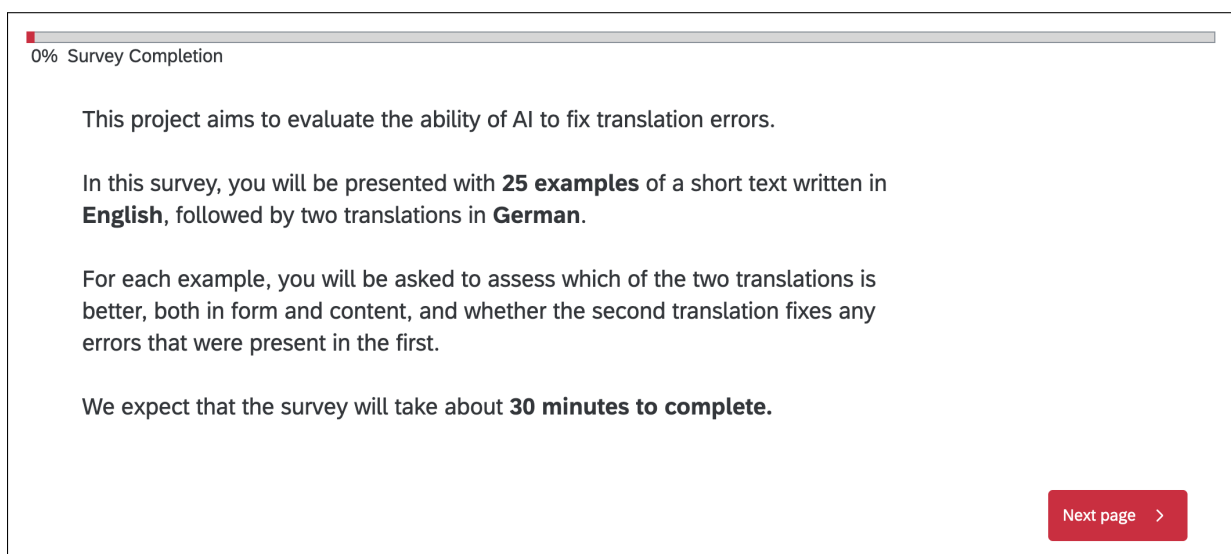 0% Survey Completion
This project aims to evaluate the ability of AI to fix translation errors.
In this survey, you will be presented with 25 examples of a short text written in
English, followed by two translations in German.
For each example, you will be asked to assess which of the two translations is
better, both in form and content, and whether the second translation fixes any
errors that were present in the first.
We expect that the survey will take about 30 minutes to complete.
Next page